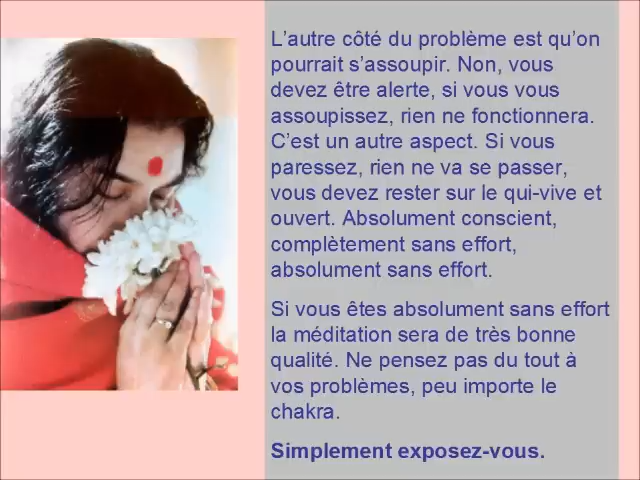 L’autre côté du problème est qu’on
pourrait s’assoupir. Non, vous
devez être alerte, si vous vous
assoupissez, rien ne fonctionnera.
C’est un autre aspect. Si vous
paressez, rien ne va se passer,
vous devez rester sur le qui-vive et
ouvert. Absolument conscient,
complètement sans effort,
absolument sans effort.
Si vous êtes absolument sans effort
la méditation sera de très bonne
qualité. Ne pensez pas du tout à
vos problèmes, peu importe le
chakra.
Simplement exposez-vous.